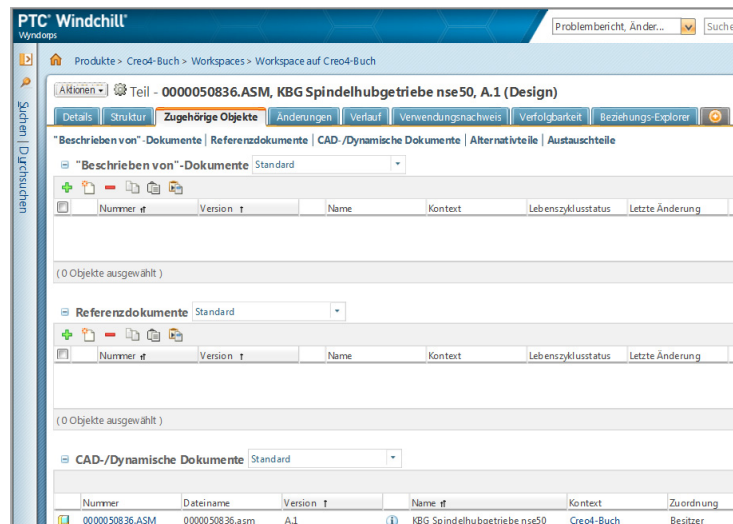 PTC® Windchill®
Wyndorps
Problembericht, Änder...
Suche
Produkte > Creo4-Buch > Workspaces > Workspace auf Creo4-Buch
Suchen | Durchsuchen
Aktionen Teil - 0000050836.ASM, KBG Spindelhubgetriebe nse50, A.1 (Design)
Details Struktur Zugehörige Objekte Änderungen Verlauf Verwendungsnachweis Verfolgbarkeit Beziehungs-Explorer
"Beschrieben von"-Dokumente | Referenzdokumente | CAD-/Dynamische Dokumente | Alternativteile | Austauschteile
"Beschrieben von"-Dokumente Standard
Nummer Version Name Kontext Lebenszyklusstatus Letzte Änderung
( 0 Objekte ausgewählt )
Referenzdokumente Standard
Nummer Version Name Kontext Lebenszyklusstatus Letzte Änderung
( 0 Objekte ausgewählt )
CAD-/Dynamische Dokumente Standard
Nummer Dateiname Version Name Kontext Zuordnung
0000050836.ASM 0000050836.asm A.1 KBG Spindelhubgetriebe nse50 Creo4-Buch Besitzer